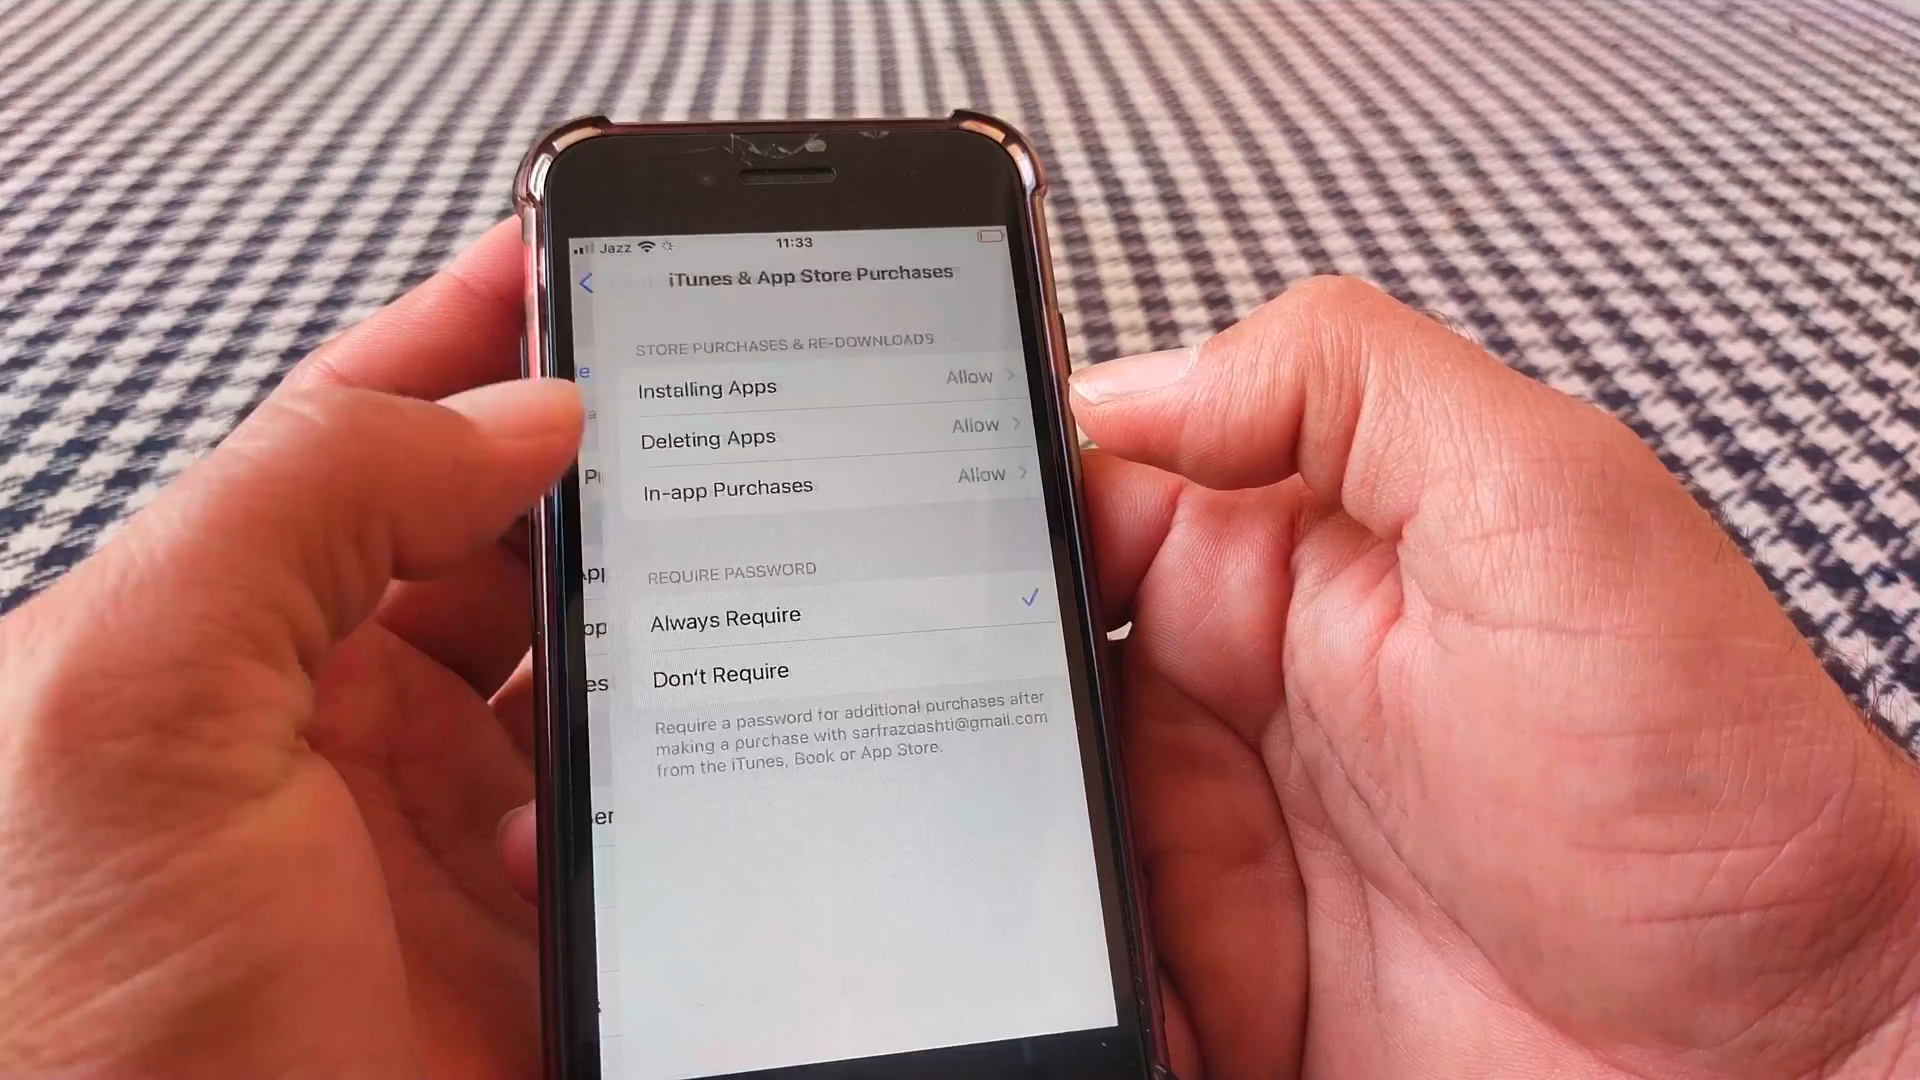 Jazz 11:33
iTunes & App Store Purchases
STORE PURCHASES & RE-DOWNLOADS
Installing Apps Allow
Deleting Apps Allow
In-app Purchases Allow
REQUIRE PASSWORD
Always Require
Don't Require
Require a password for additional purchases after
making a purchase with sarfrazdashti@gmail.com
from the iTunes, Book or App Store.